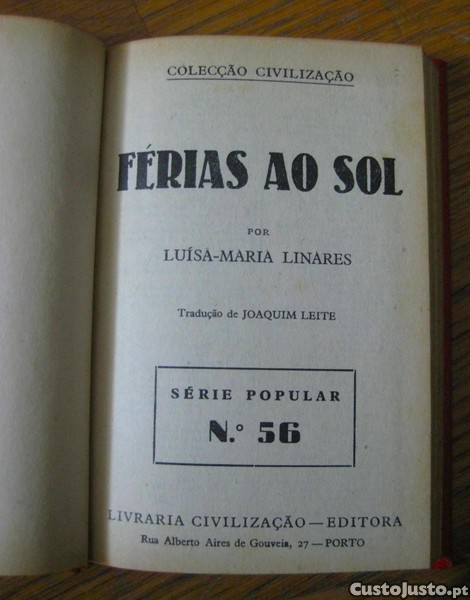 COLECÇÃO CIVILIZAÇÃO
FÉRIAS AO SOL
POR
LUÍSA-MARIA LINARES
Tradução de JOAQUIM LEITE
SÉRIE POPULAR
N.º 56
LIVRARIA CIVILIZAÇÃO — EDITORA
Rua Alberto Aires de Gouveia, 27 — PORTO
CustoJusto.pt